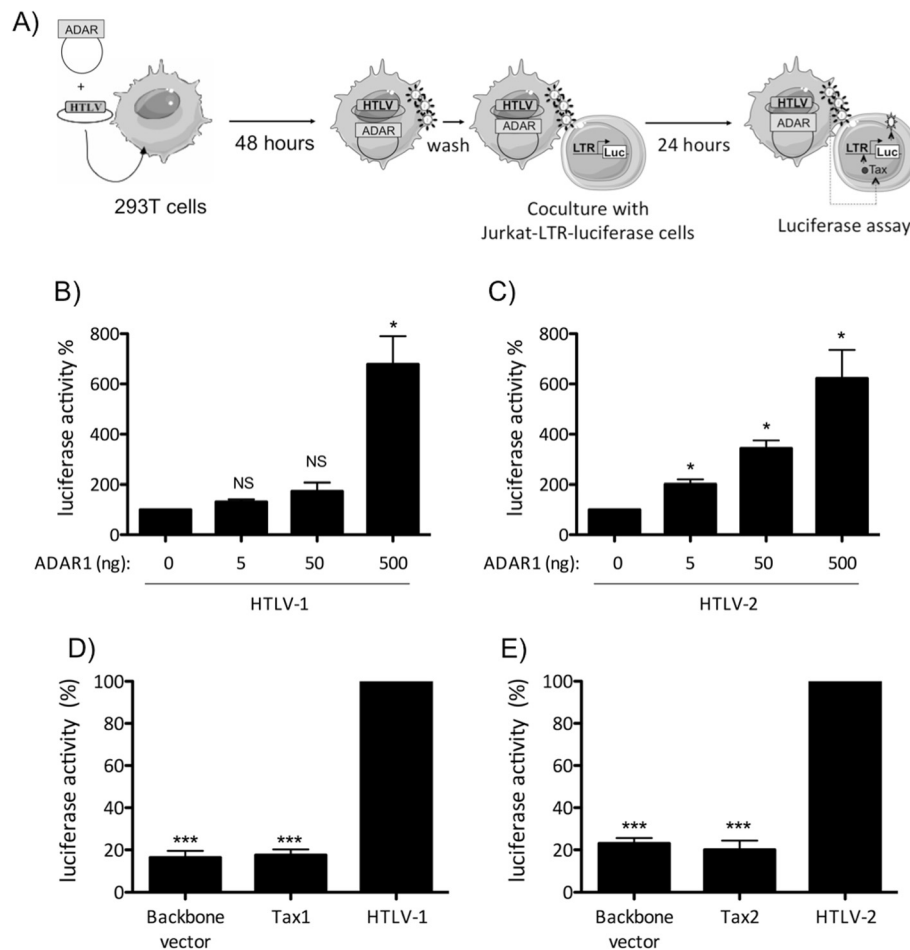 A)
ADAR
+
HTLV
293T cells
48 hours
HTLV
ADAR
wash
HTLV
ADAR
LTR
Luc
Coculture with
Jurkat-LTR-luciferase cells
24 hours
HTLV
ADAR
LTR
Luc
Tax
Luciferase assay
B)
luciferase activity %
800
600
400
200
0
NS
NS
*
ADAR1 (ng): 0 5 50 500
HTLV-1
C)
luciferase activity %
800
600
400
200
0
*
*
*
ADAR1 (ng): 0 5 50 500
HTLV-2
D)
luciferase activity (%)
100
80
60
40
20
0
*** ***
Backbone Tax1 HTLV-1
vector
E)
luciferase activity (%)
100
80
60
40
20
0
*** ***
Backbone Tax2 HTLV-2
vector